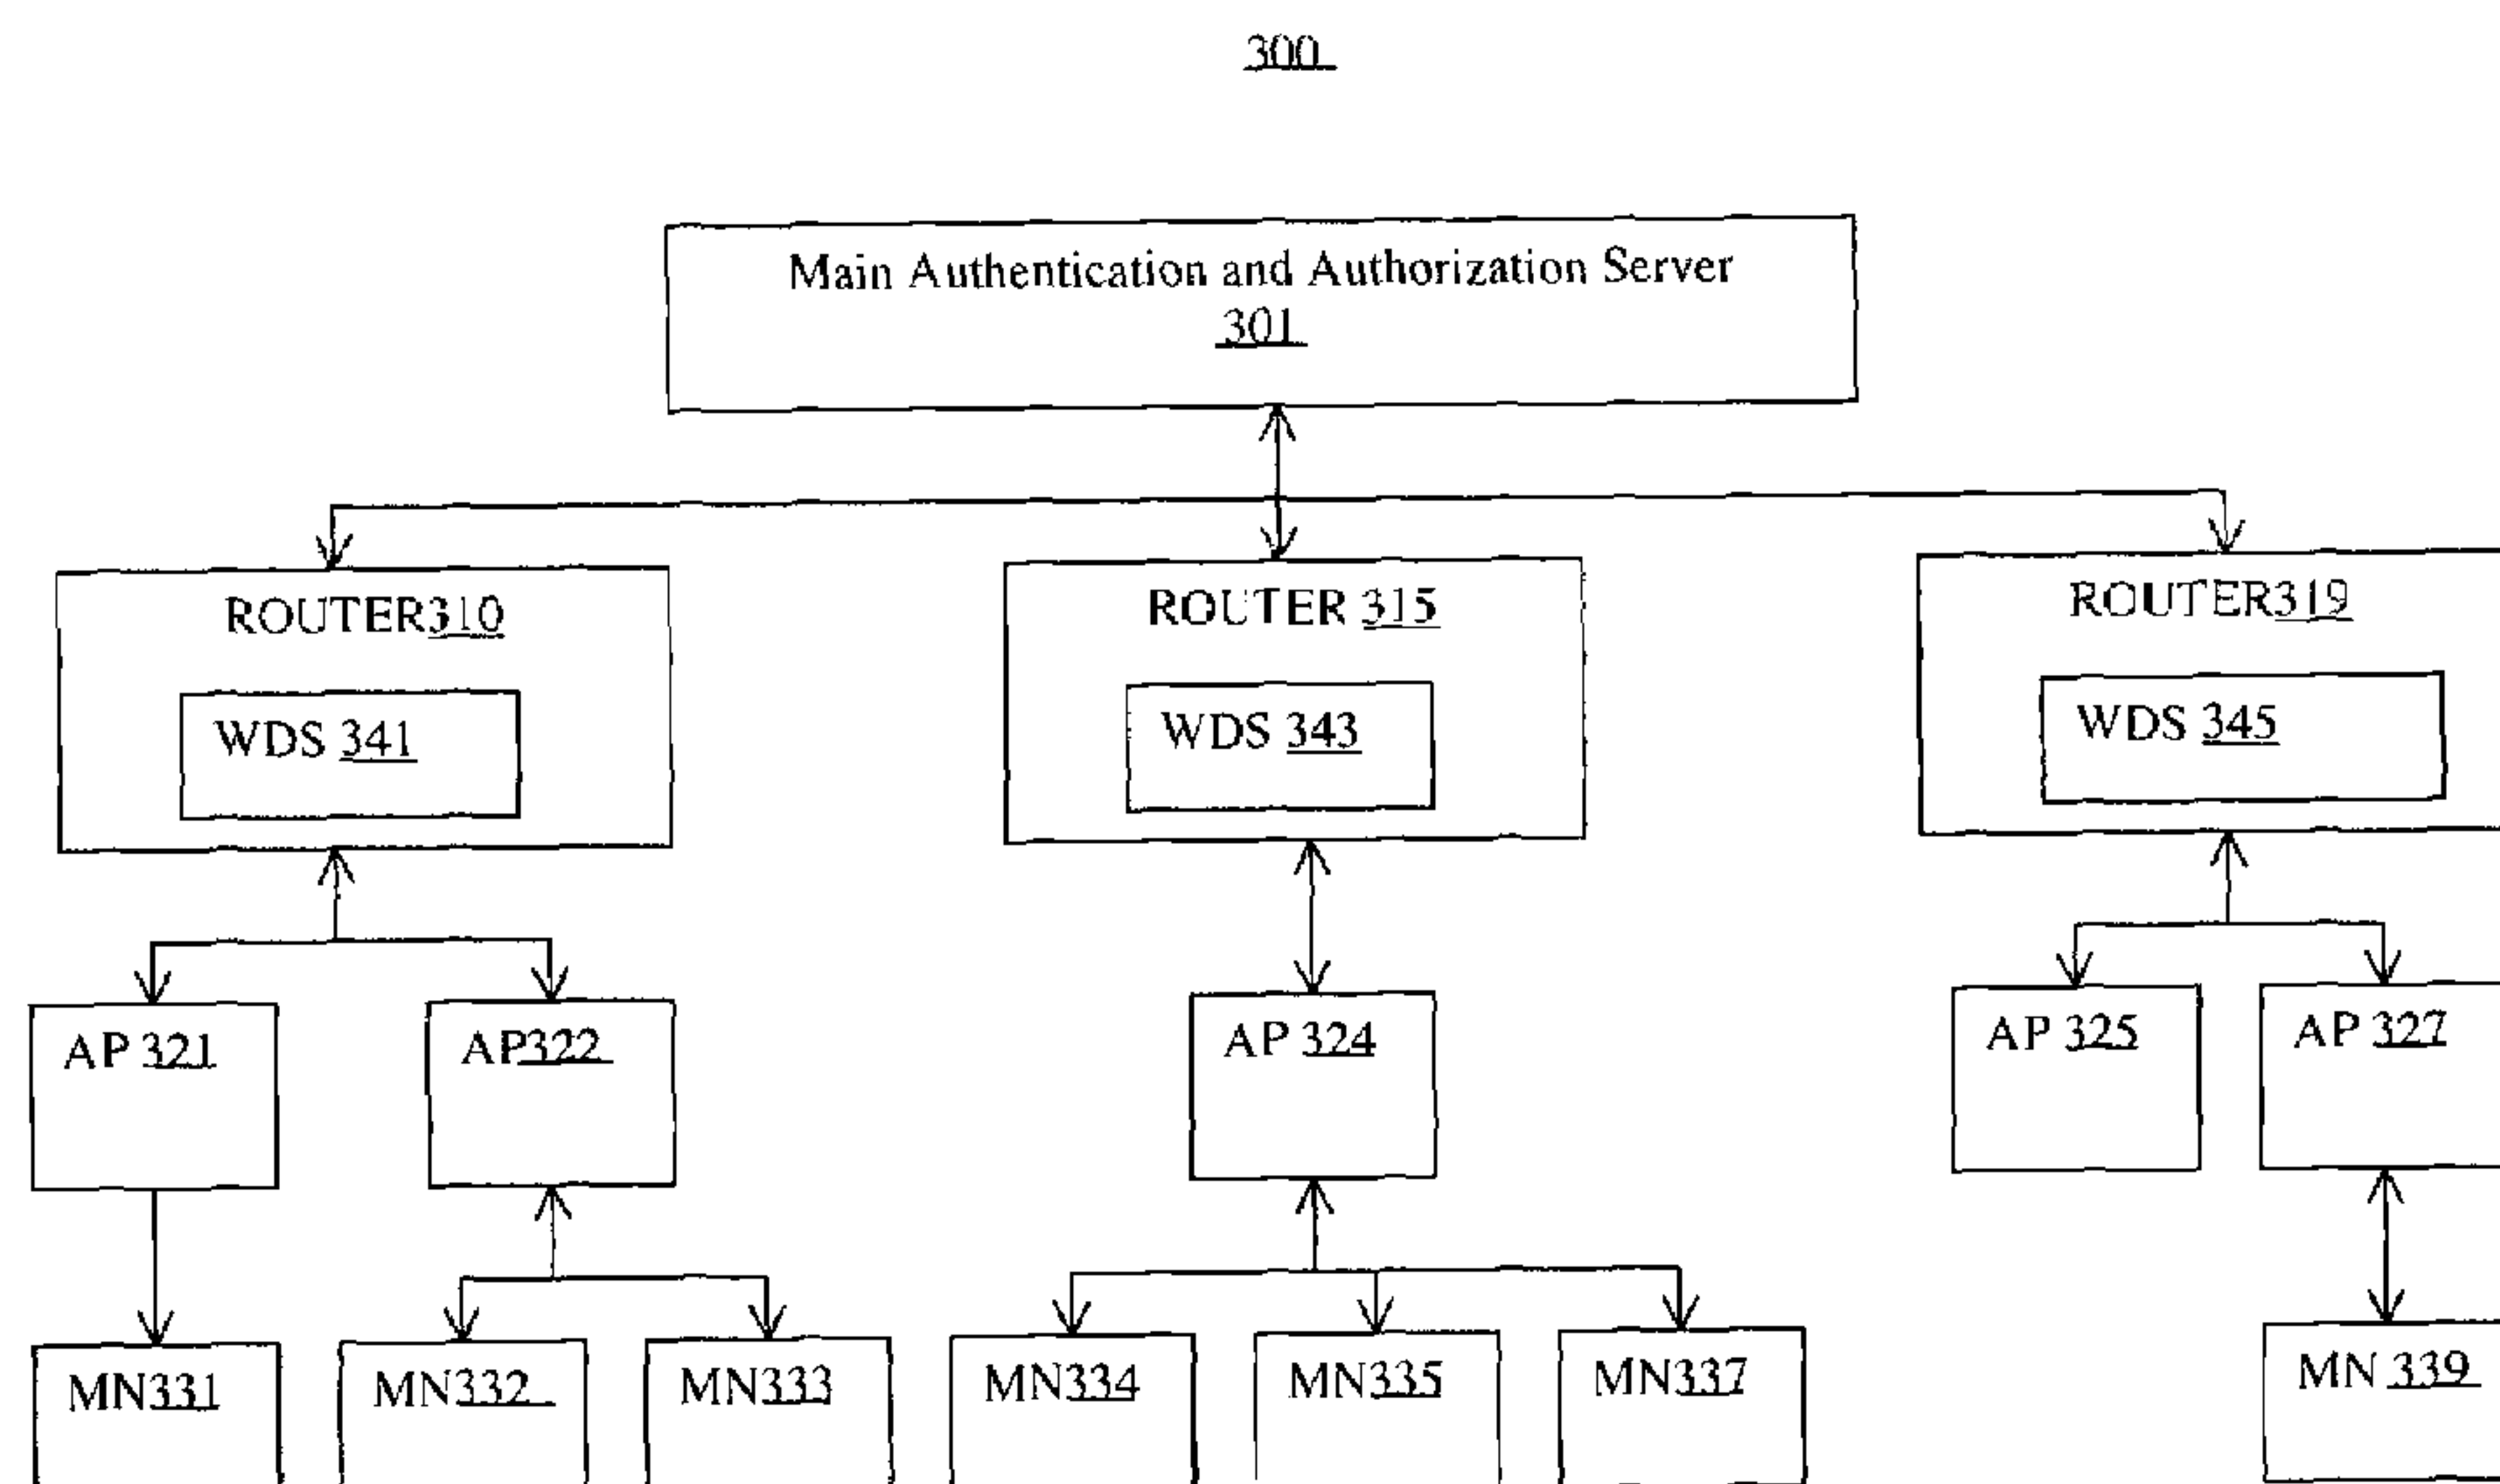 300
Main Authentication and Authorization Server
301
ROUTER310
ROUTER 315
ROUTER319
WDS 341
WDS 343
WDS 345
AP 321
AP322
AP 324
AP 325
AP 327
MN331
MN332
MN333
MN334
MN335
MN337
MN 339